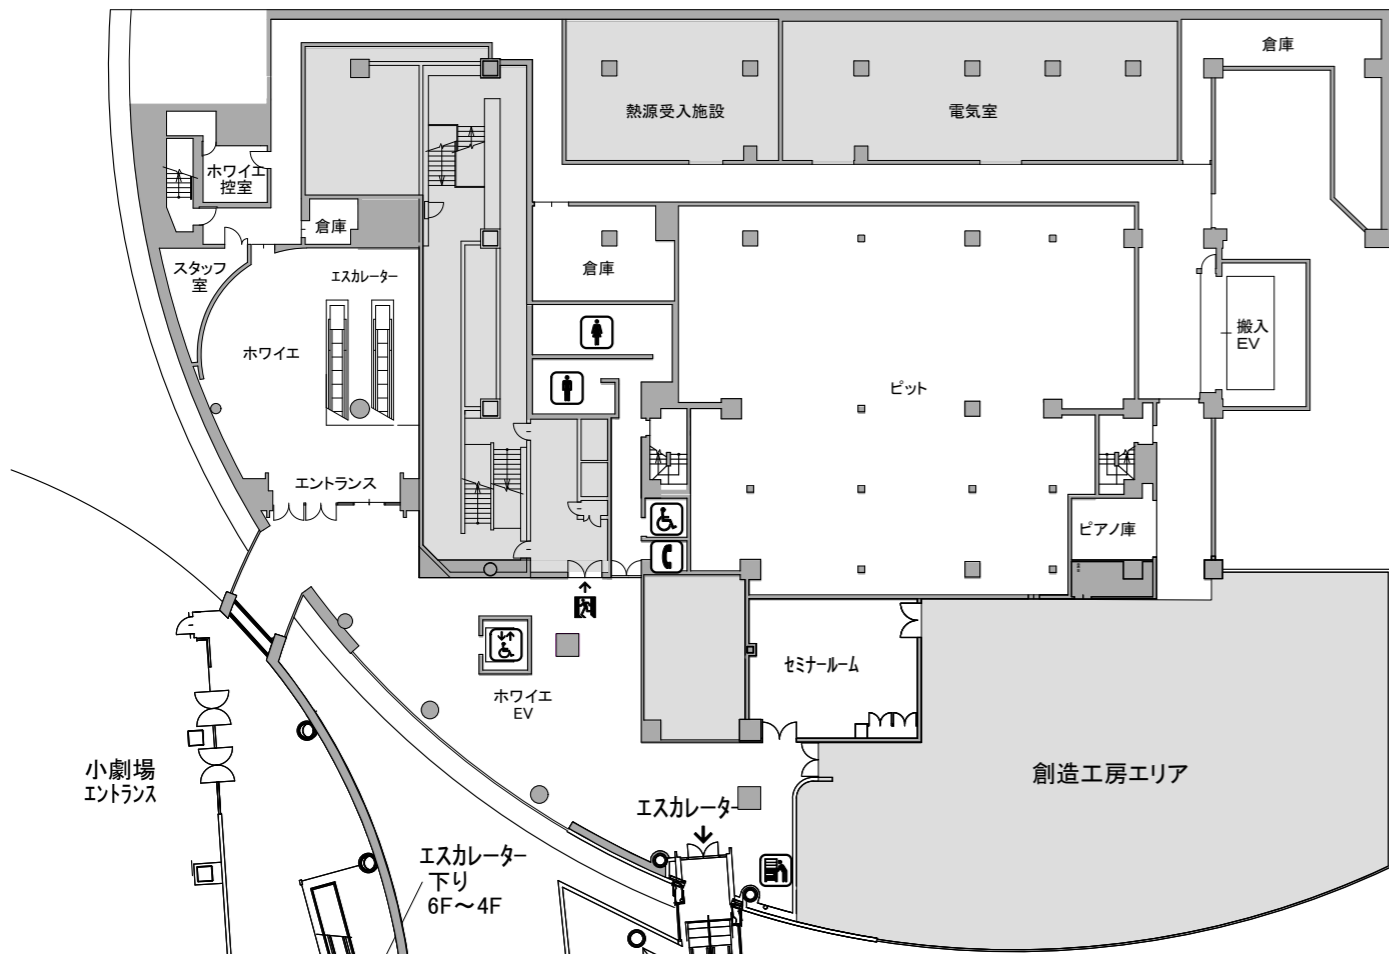 倉庫
熱源受入施設
電気室
ホワイエ
控室
倉庫
スタッフ
室
エスカレーター
倉庫
ホワイエ
搬入
EV
ピット
エントランス
ピアノ庫
セミナールーム
ホワイエ
EV
小劇場
エントランス
創造工房エリア
エスカレーター
エスカレーター
下り
6F〜4F